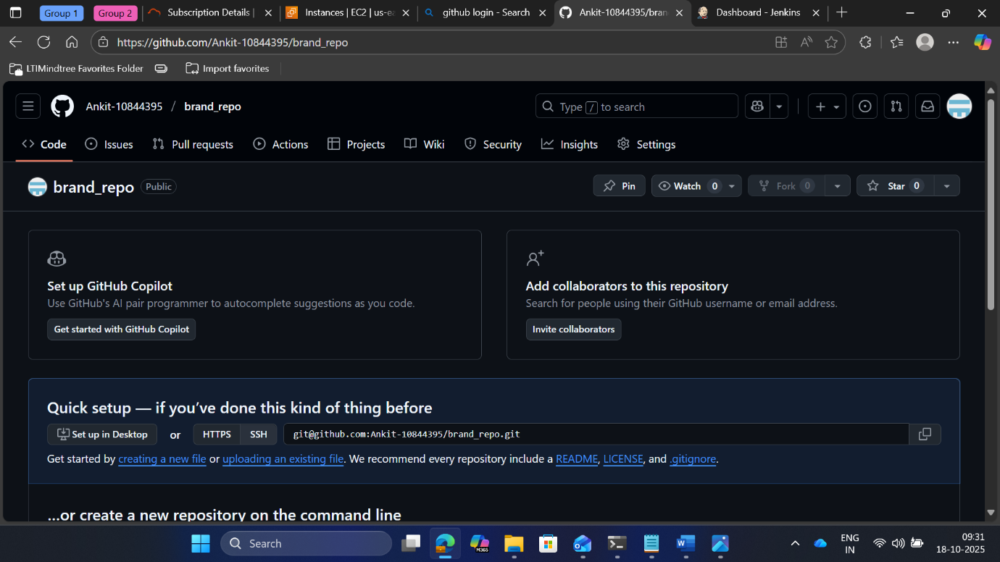 Group 1
Group 2
Subscription Details |
Instances | EC2 | us-ea
github login - Search
Ankit-10844395/bran
Dashboard - Jenkins
https://github.com/Ankit-10844395/brand_repo
LTIMindtree Favorites Folder
Import favorites
Ankit-10844395 / brand_repo
Type / to search
Code
Issues
Pull requests
Actions
Projects
Wiki
Security
Insights
Settings
brand_repo Public
Pin
Watch 0
Fork 0
Star 0
Set up GitHub Copilot
Use GitHub's AI pair programmer to autocomplete suggestions as you code.
Get started with GitHub Copilot
Add collaborators to this repository
Search for people using their GitHub username or email address.
Invite collaborators
Quick setup — if you’ve done this kind of thing before
Set up in Desktop or HTTPS SSH git@github.com:Ankit-10844395/brand_repo.git
Get started by creating a new file or uploading an existing file. We recommend every repository include a README, LICENSE, and .gitignore.
…or create a new repository on the command line
Search
M365
ENG
IN
09:31
18-10-2025